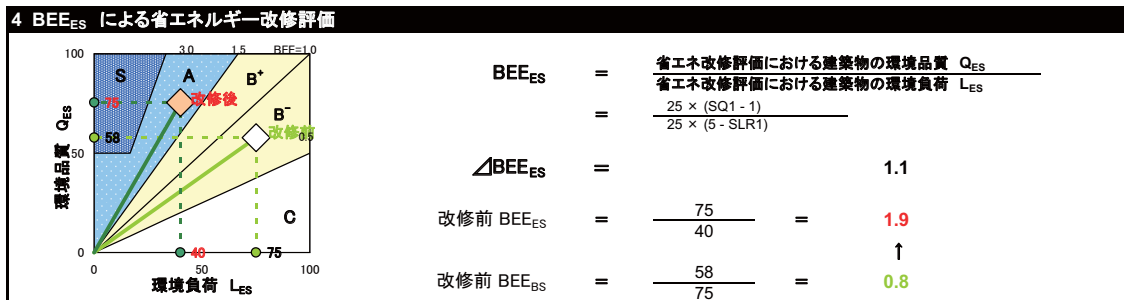 4 BEEES による省エネルギー改修評価
100
3.0
1.5
BEE=1.0
S
A
B+
B-
C
75
改修後
58
改修前
0.5
50
0
40
75
0
50
100
環境品質 QES
環境負荷 LES
BEEES = 省エネ改修評価における建築物の環境品質 QES
省エネ改修評価における建築物の環境負荷 LES
= 25 × (SQ1 - 1)
25 × (5 - SLR1)
⊿BEEES = 1.1
改修前 BEEES = 75 = 1.9
40
↑
改修前 BEEBS = 58 = 0.8
75